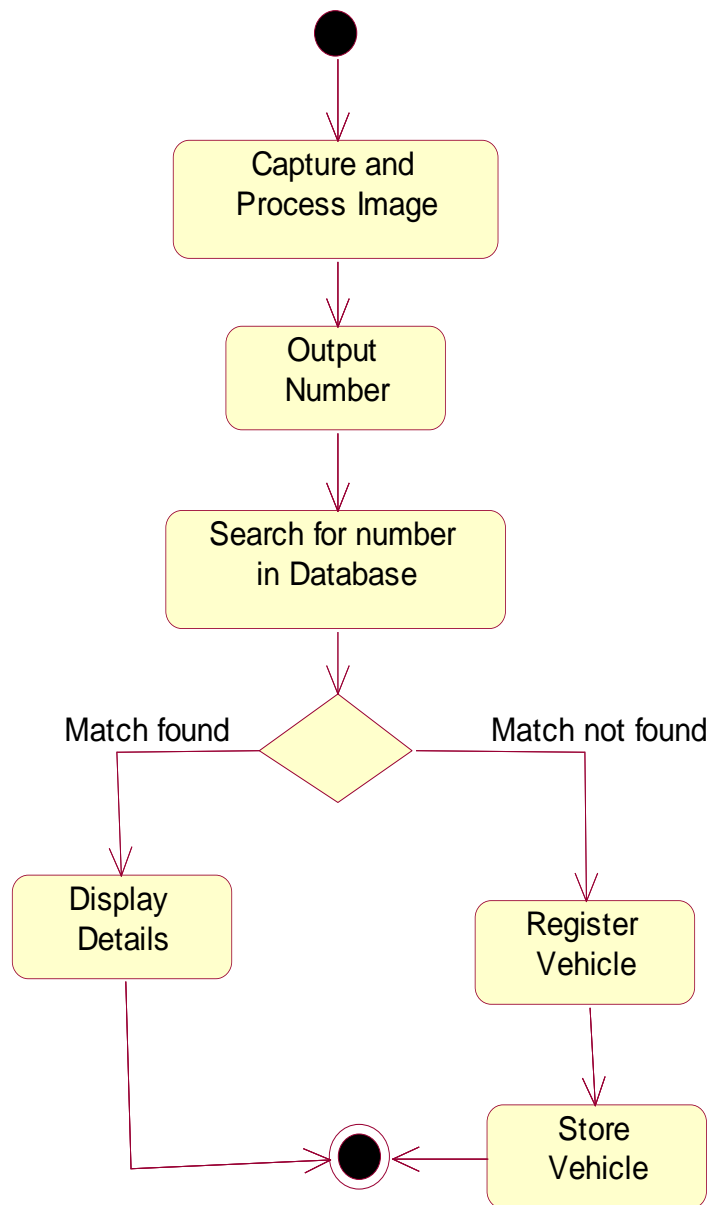 Capture and
Process Image
Output
Number
Search for number
in Database
Match found
Match not found
Display
Details
Register
Vehicle
Store
Vehicle